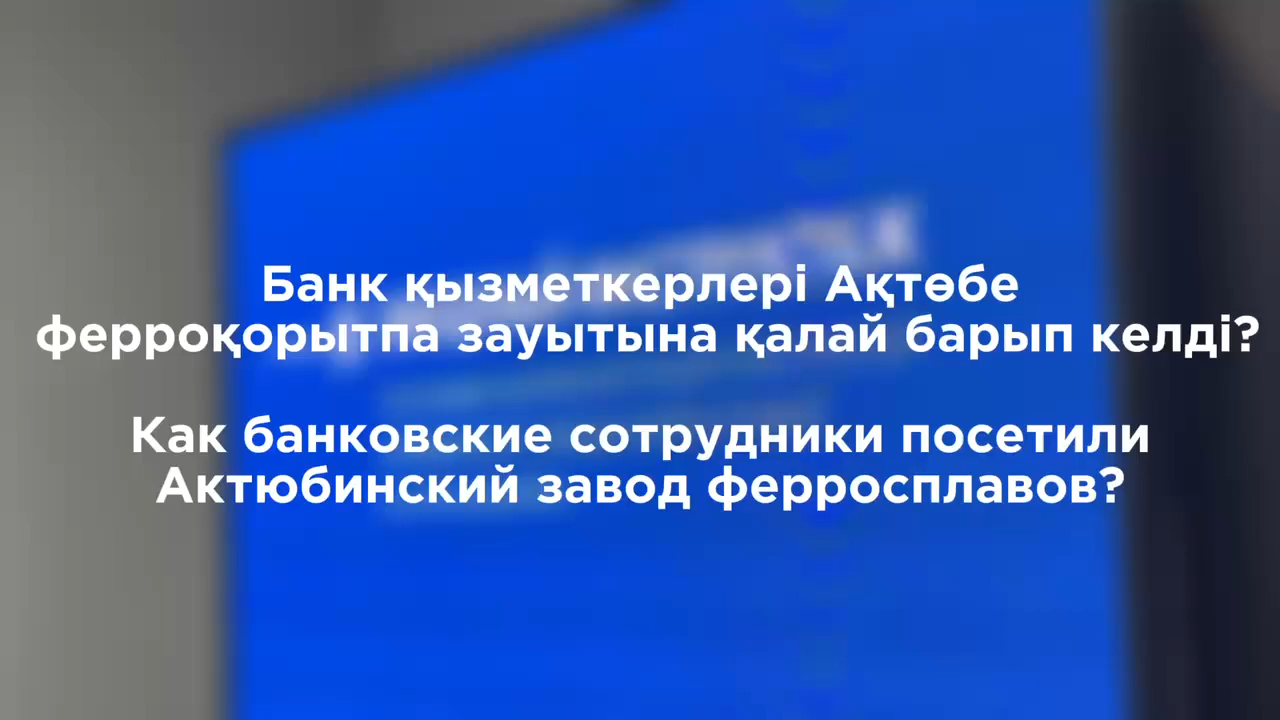 Банк қызметкерлері Ақтөбе
ферроқорытпа зауытына қалай барып келді?
Как банковские сотрудники посетили
Актюбинский завод ферросплавов?